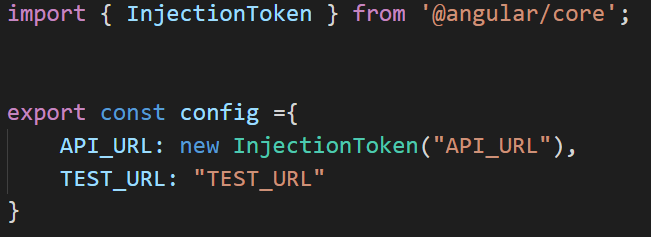 import { InjectionToken } from '@angular/core';
export const config ={
API_URL: new InjectionToken("API_URL"),
TEST_URL: "TEST_URL"
}